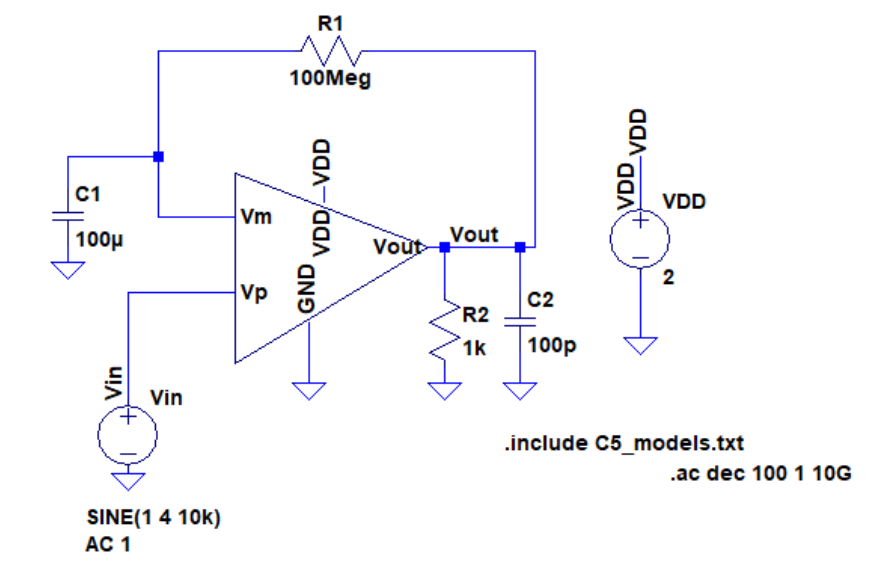 R1
100Meg
C1
100µ
Vm
Vp
VDD
VDD
GND
Vout
Vout
R2
1k
C2
100p
VDD
VDD
VDD
2
Vin
Vin
SINE(1 4 10k)
AC 1
.include C5_models.txt
.ac dec 100 1 10G